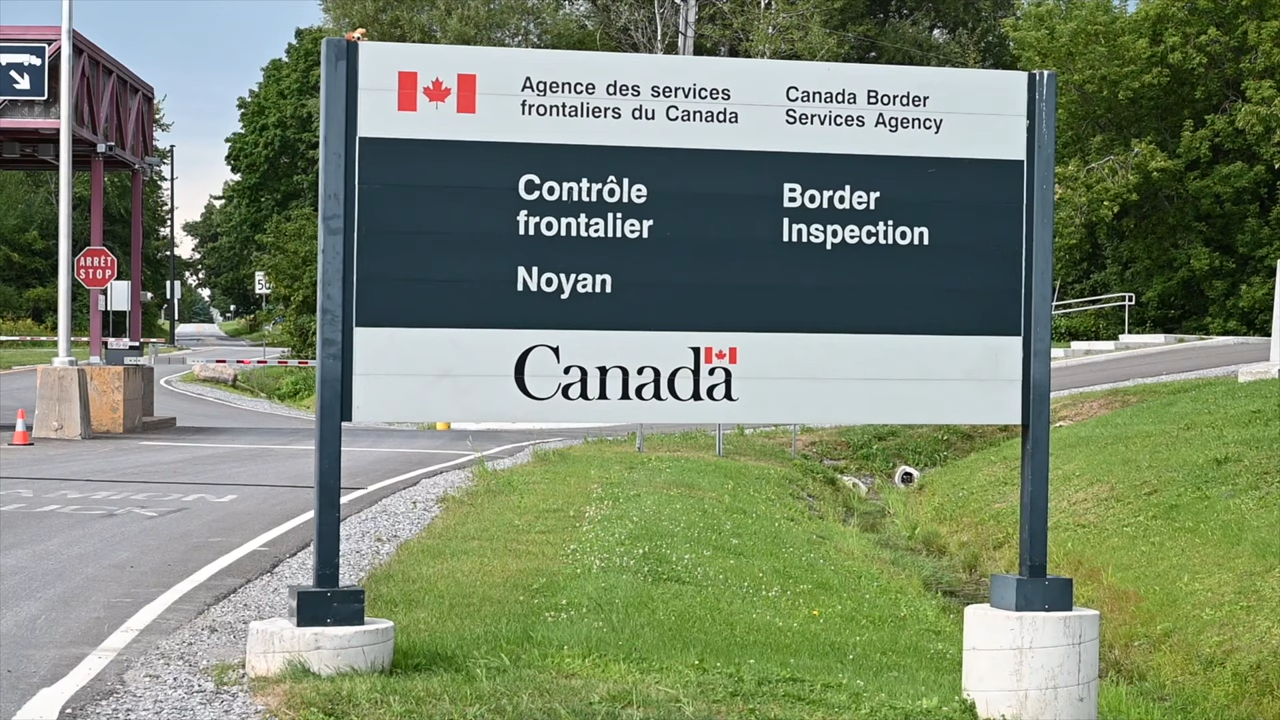 Agence des services
frontaliers du Canada
Canada Border
Services Agency
Contrôle
frontalier
Border
Inspection
Noyan
Canada
ARRÊT
STOP